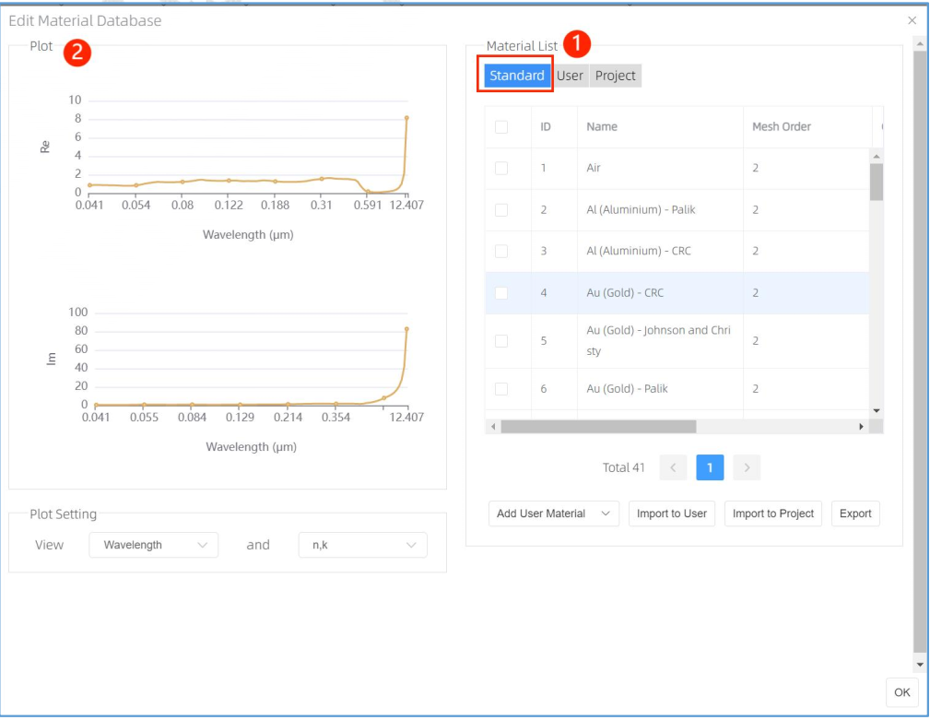 Edit Material Database
×
Plot
2
10
8
6
4
2
0
Re
0.041 0.054 0.08 0.122 0.188 0.31 0.591 12.407
Wavelength (μm)
100
80
60
40
20
0
Im
0.041 0.055 0.084 0.129 0.214 0.354 12.407
Wavelength (μm)
Plot Setting
View Wavelength and n,k
Material List 1
Standard User Project
ID Name Mesh Order
1 Air 2
2 Al (Aluminium) - Palik 2
3 Al (Aluminium) - CRC 2
4 Au (Gold) - CRC 2
5 Au (Gold) - Johnson and Chri
sty 2
6 Au (Gold) - Palik 2
Total 41 < 1 >
Add User Material Import to User Import to Project Export
OK